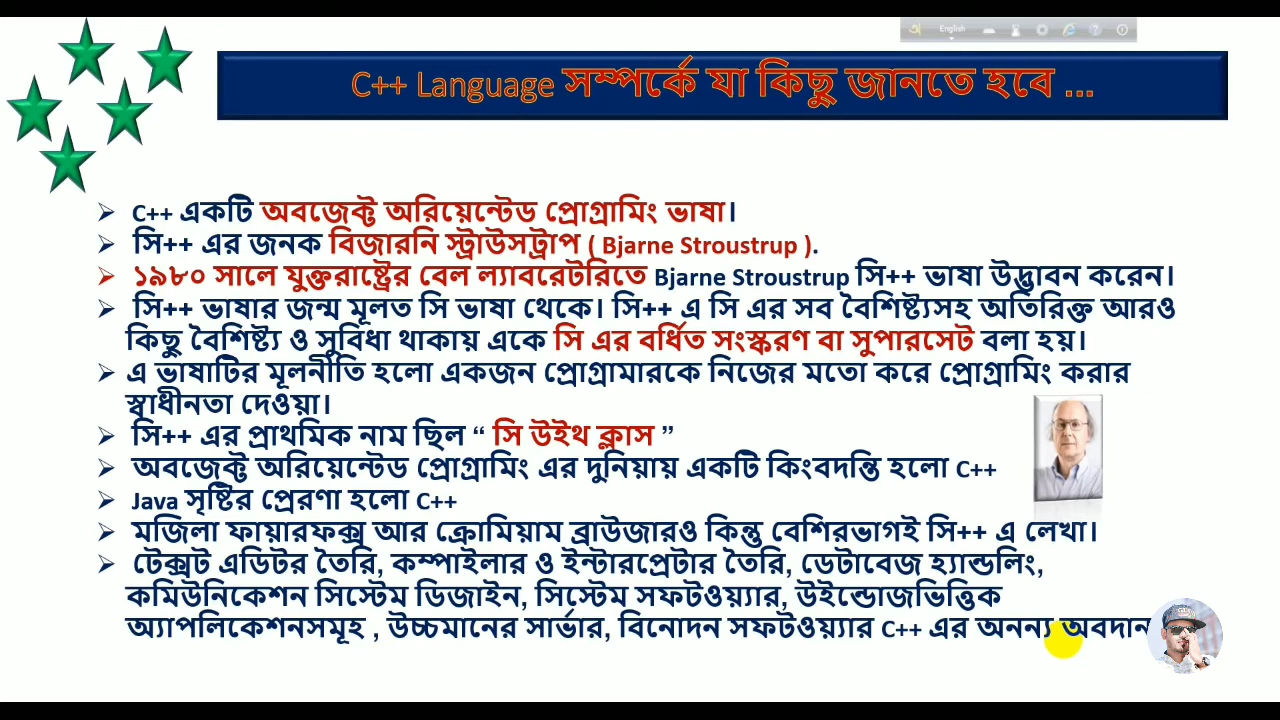 English
C++ Language সম্পর্কে যা কিছু জানতে হবে ...
➢ C++ একটি অবজেক্ট অরিয়েন্টেড প্রোগ্রামিং ভাষা।
➢ সি++ এর জনক বিজারনি স্ট্রাউসট্রাপ ( Bjarne Stroustrup ).
➢ ১৯৮০ সালে যুক্তরাষ্ট্রের বেল ল্যাবরেটরিতে Bjarne Stroustrup সি++ ভাষা উদ্ভাবন করেন।
➢ সি++ ভাষার জন্ম মূলত সি ভাষা থেকে। সি++ এ সি এর সব বৈশিষ্ট্যসহ অতিরিক্ত আরও
কিছু বৈশিষ্ট্য ও সুবিধা থাকায় একে সি এর বর্ধিত সংস্করণ বা সুপারসেট বলা হয়।
➢ এ ভাষাটির মূলনীতি হলো একজন প্রোগ্রামারকে নিজের মতো করে প্রোগ্রামিং করার
স্বাধীনতা দেওয়া।
➢ সি++ এর প্রাথমিক নাম ছিল “ সি উইথ ক্লাস ”
➢ অবজেক্ট অরিয়েন্টেড প্রোগ্রামিং এর দুনিয়ায় একটি কিংবদন্তি হলো C++
➢ Java সৃষ্টির প্রেরণা হলো C++
➢ মজিলা ফায়ারফক্স আর ক্রোমিয়াম ব্রাউজারও কিন্তু বেশিরভাগই সি++ এ লেখা।
➢ টেক্সট এডিটর তৈরি, কম্পাইলার ও ইন্টারপ্রেটার তৈরি, ডেটাবেজ হ্যান্ডলিং,
কমিউনিকেশন সিস্টেম ডিজাইন, সিস্টেম সফটওয়্যার, উইন্ডোজভিত্তিক
অ্যাপলিকেশনসমূহ , উচ্চমানের সার্ভার, বিনোদন সফটওয়্যার C++ এর অনন্য অবদান